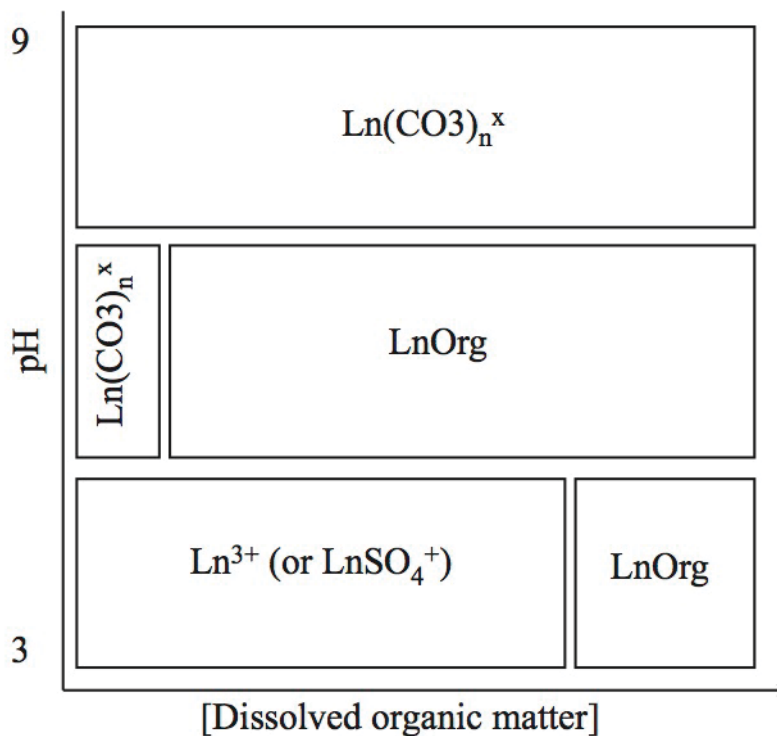 9
Ln(CO3)ₙˣ
pH
Ln(CO3)ₙˣ
LnOrg
Ln³⁺ (or LnSO₄⁺)
LnOrg
3
[Dissolved organic matter]